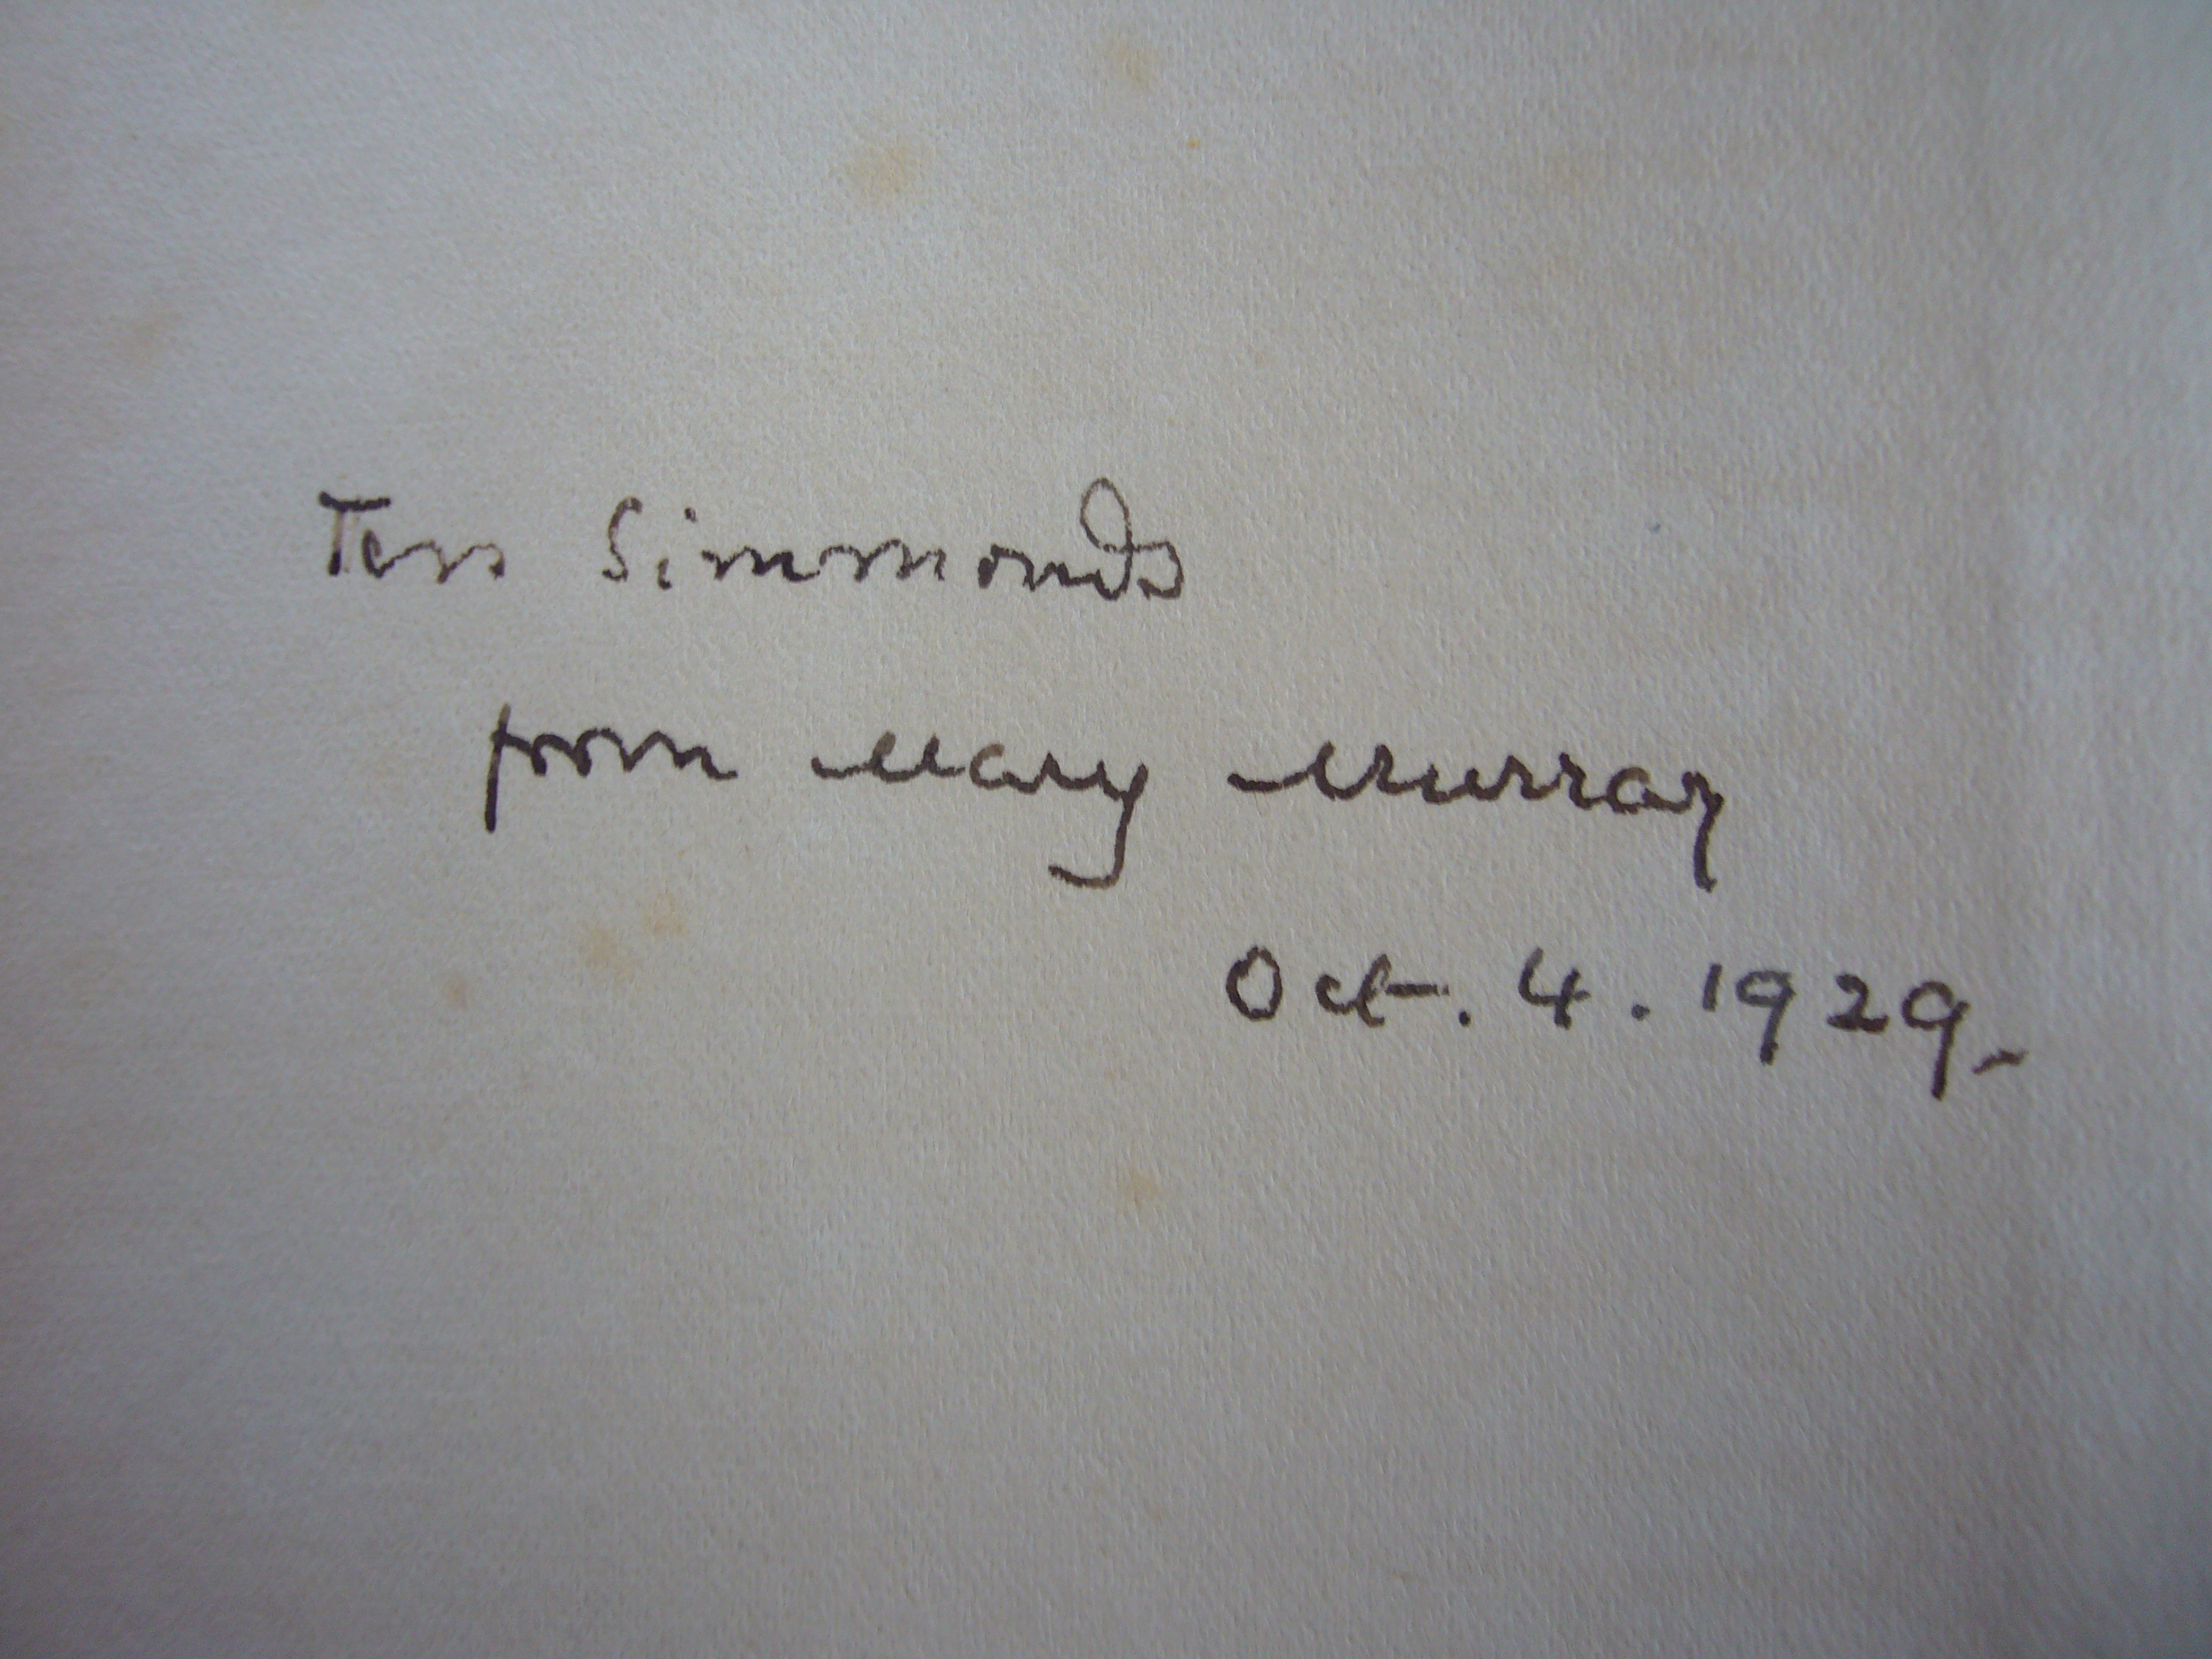 Tess Simmonds
from Mary Murray
Oct. 4. 1929.